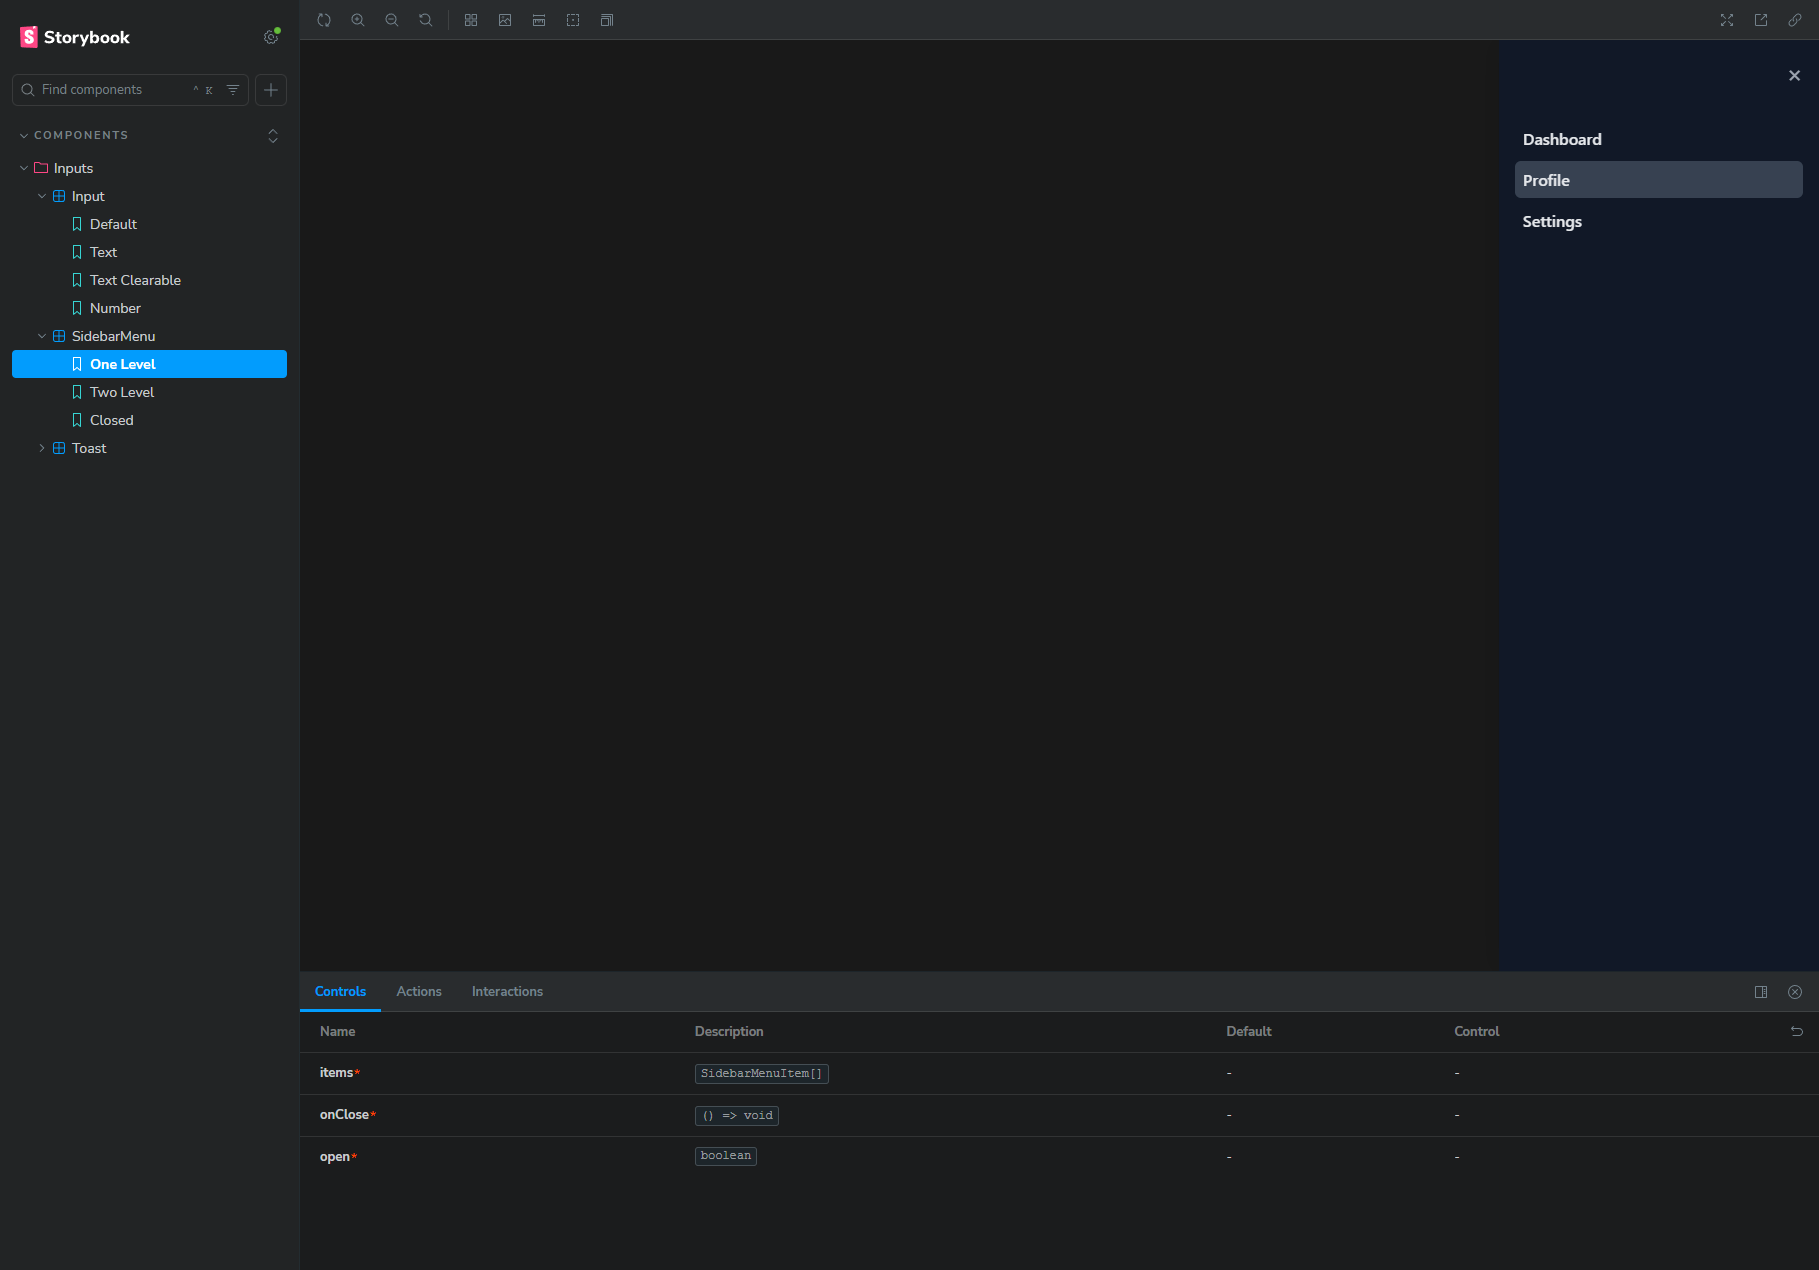 Storybook
Find components
^ K
COMPONENTS
Inputs
Input
Default
Text
Text Clearable
Number
SidebarMenu
One Level
Two Level
Closed
Toast
Dashboard
Profile
Settings
Controls Actions Interactions
Name Description Default Control
items* SidebarMenuItem[] - -
onClose* () => void - -
open* boolean - -